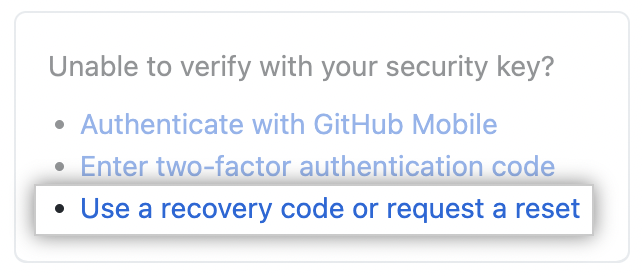 Unable to verify with your security key?
• Authenticate with GitHub Mobile
• Enter two-factor authentication code
• Use a recovery code or request a reset